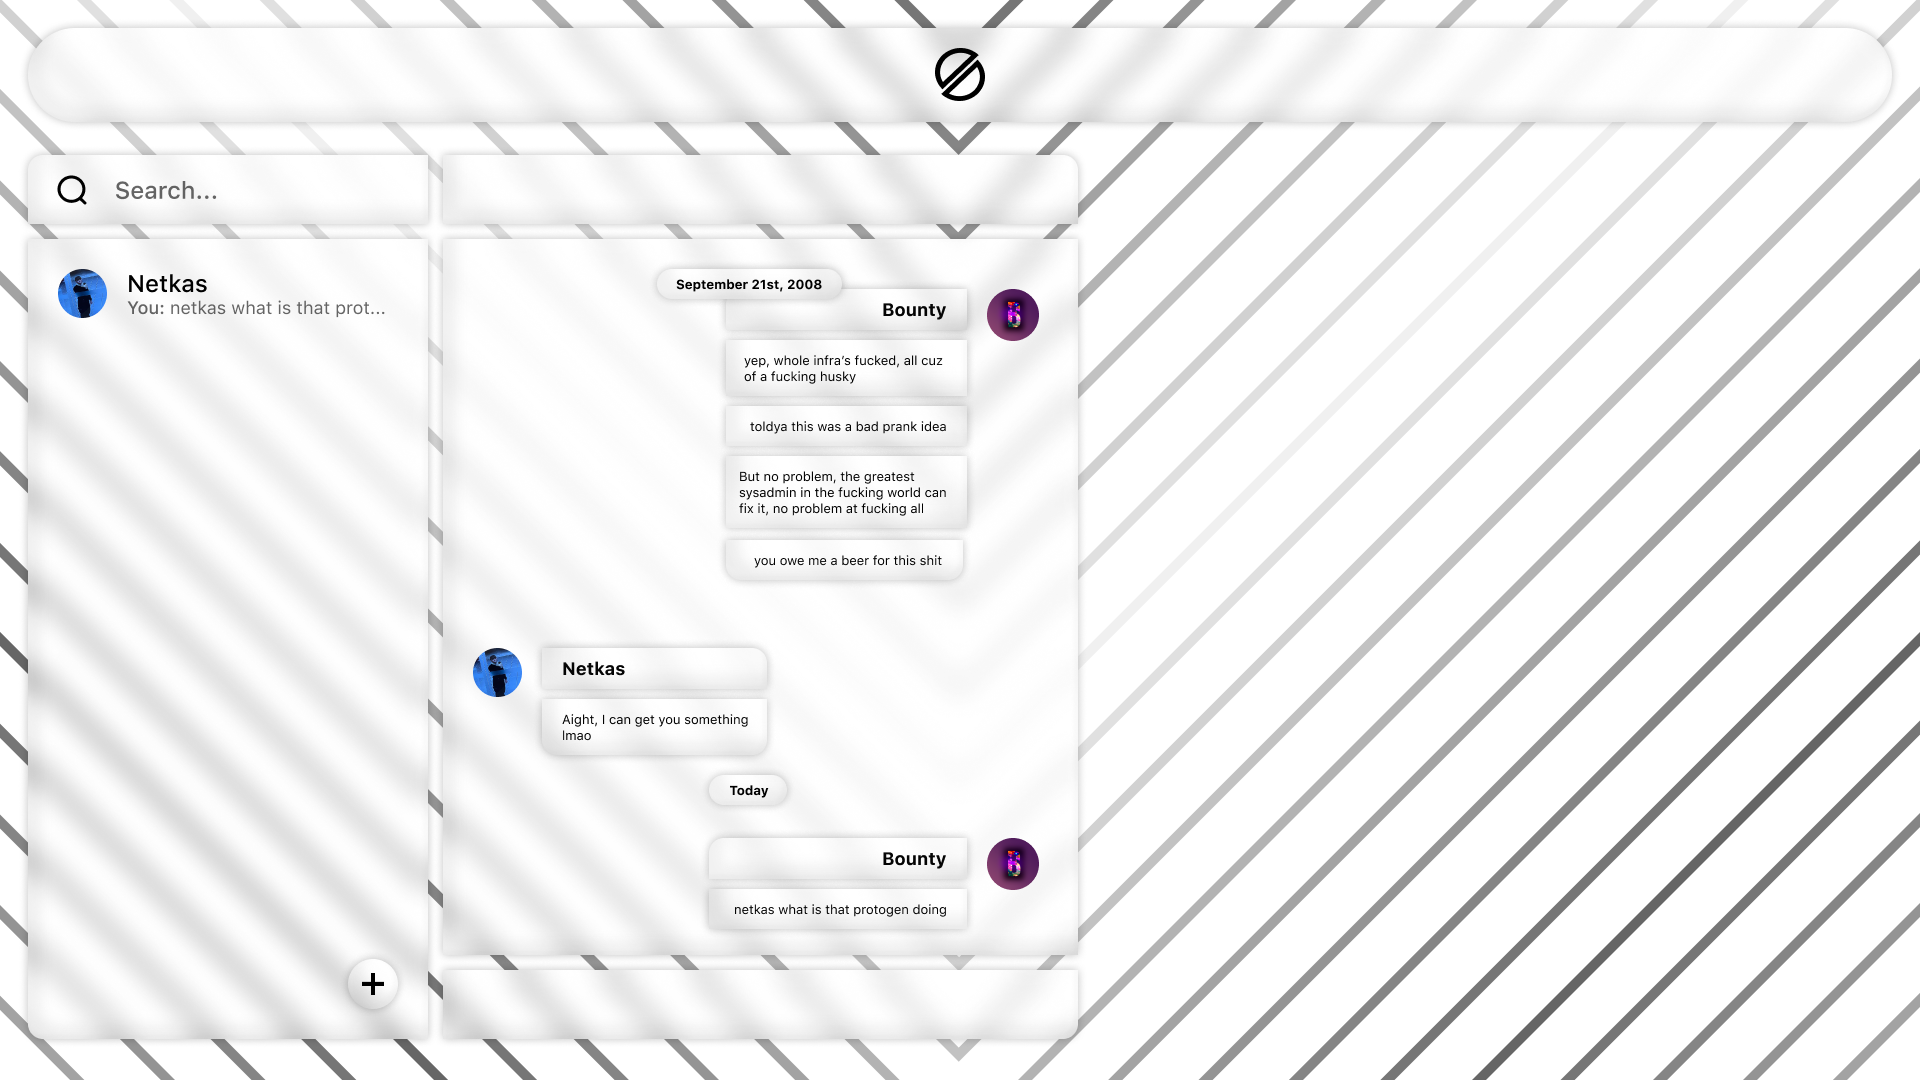 Search...
Netkas
You: netkas what is that prot...
September 21st, 2008
Bounty
yep, whole infra’s fucked, all cuz
of a fucking husky
toldya this was a bad prank idea
But no problem, the greatest
sysadmin in the fucking world can
fix it, no problem at fucking all
you owe me a beer for this shit
Netkas
Aight, I can get you something
lmao
Today
Bounty
netkas what is that protogen doing